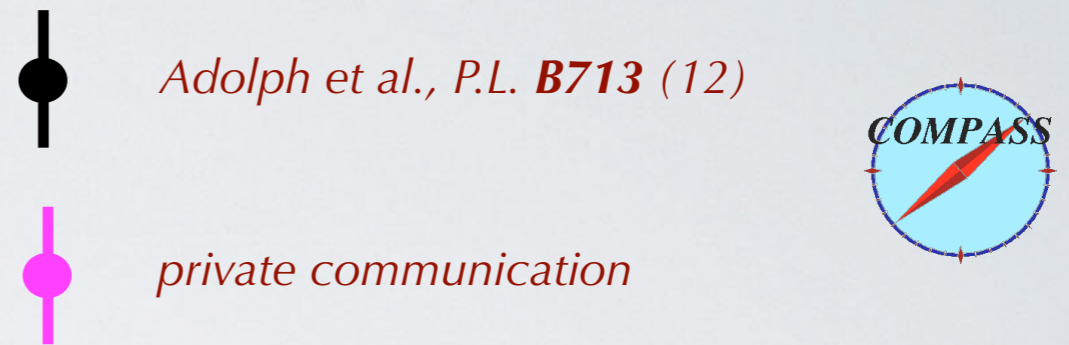 Adolph et al., P.L. B713 (12)
COMPASS
private communication